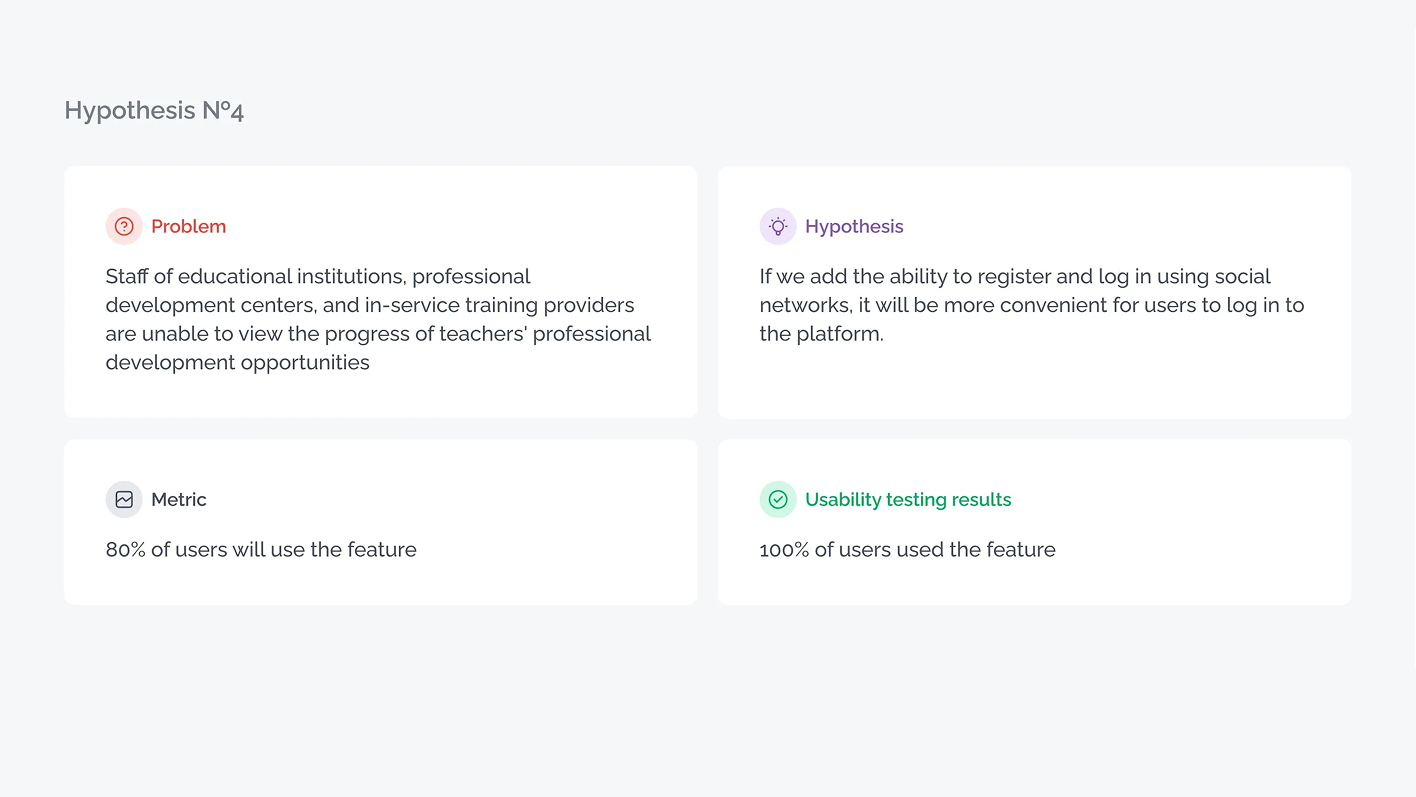 Hypothesis Nº4
Problem
Staff of educational institutions, professional
development centers, and in-service training providers
are unable to view the progress of teachers' professional
development opportunities
Hypothesis
If we add the ability to register and log in using social
networks, it will be more convenient for users to log in to
the platform.
Metric
80% of users will use the feature
Usability testing results
100% of users used the feature